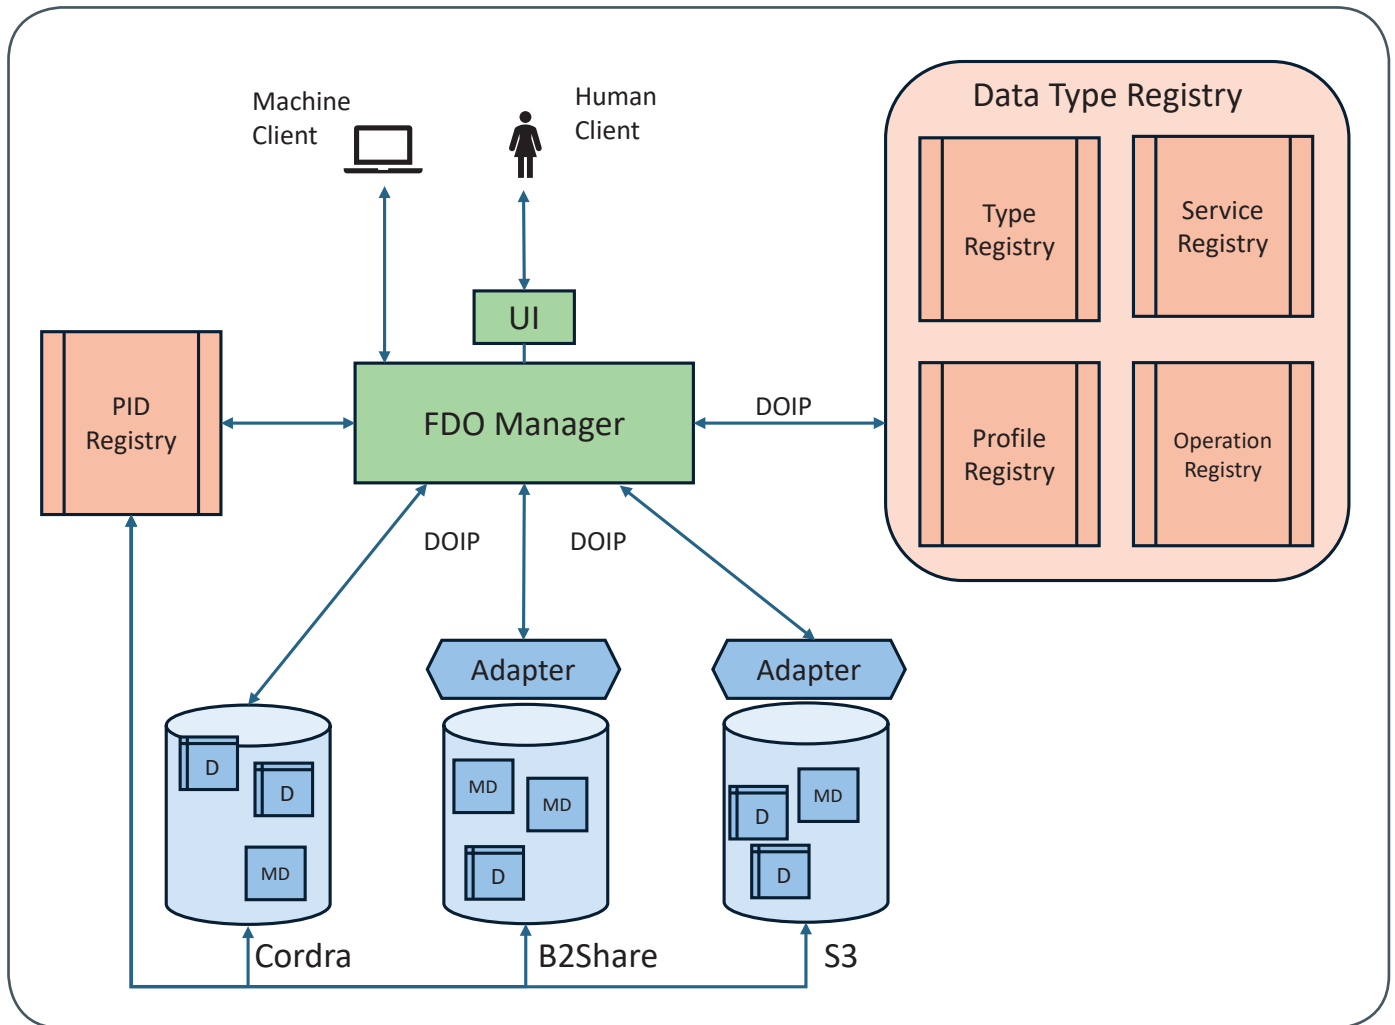 Machine
Client
Human
Client
Data Type Registry
Type
Registry
Service
Registry
UI
PID
Registry
FDO Manager
DOIP
Profile
Registry
Operation
Registry
DOIP
DOIP
Adapter
Adapter
D
D
MD
MD
MD
D
MD
D
D
Cordra
B2Share
S3